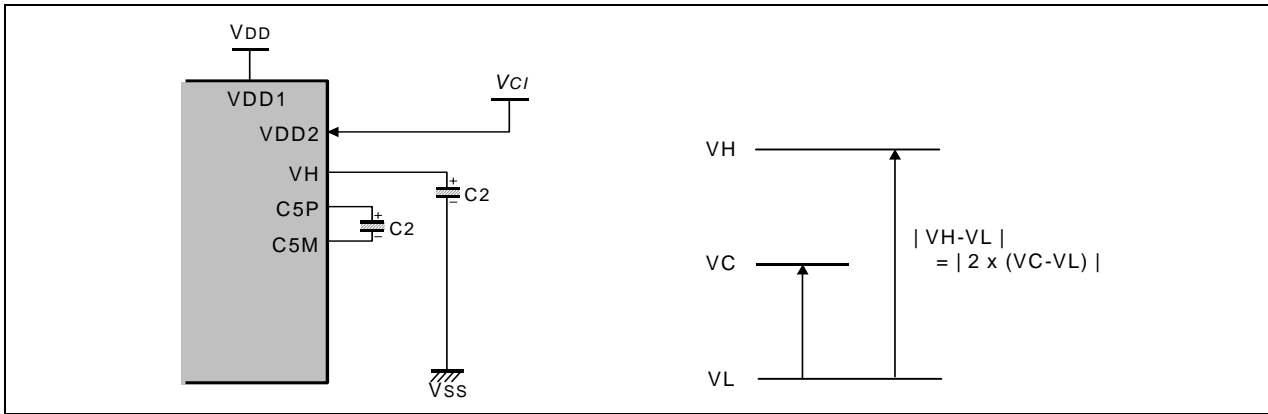 VDD
VDD1
VCI
VDD2
VH
+
-
C2
C5P
+
-
C2
C5M
VSS
VH
| VH-VL |
= | 2 x (VC-VL) |
VC
VL